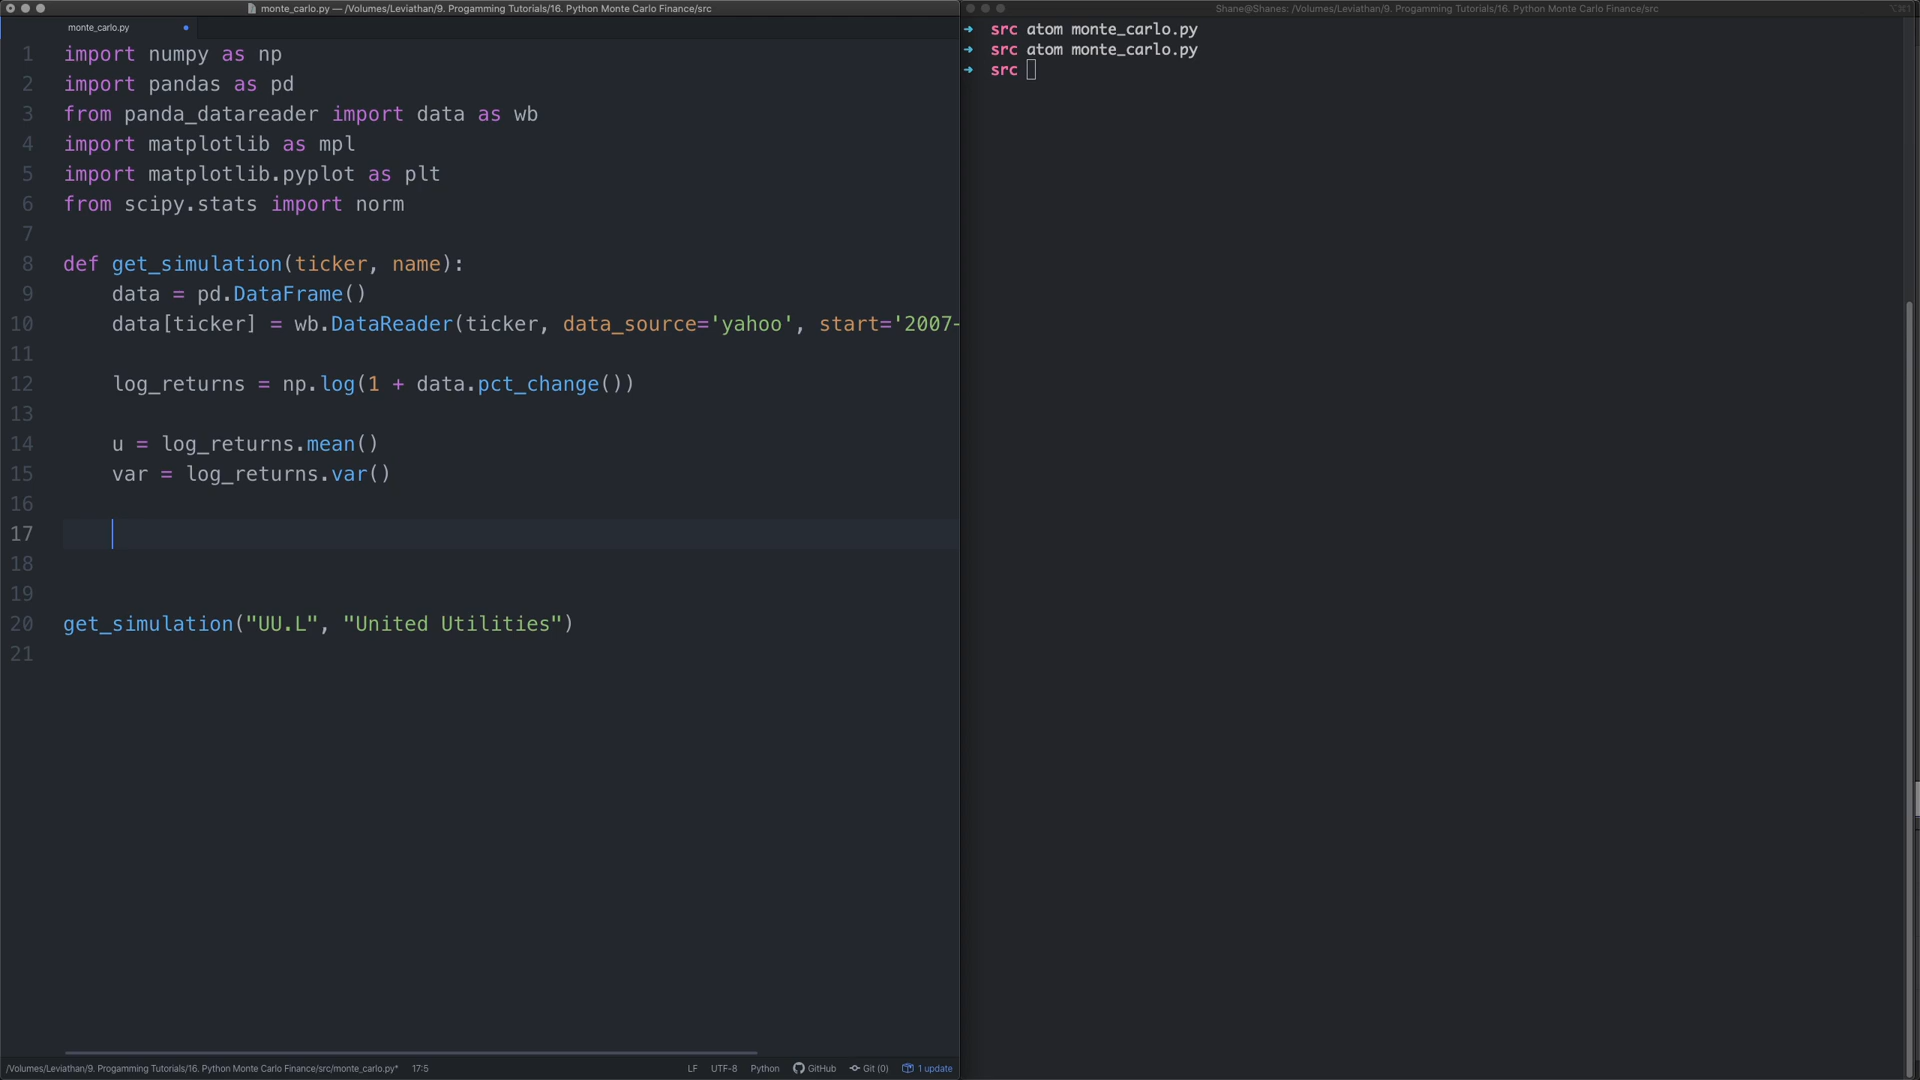 monte_carlo.py — /Volumes/Leviathan/9. Progamming Tutorials/16. Python Monte Carlo Finance/src
monte_carlo.py
1 import numpy as np
2 import pandas as pd
3 from panda_datareader import data as wb
4 import matplotlib as mpl
5 import matplotlib.pyplot as plt
6 from scipy.stats import norm
7
8 def get_simulation(ticker, name):
9     data = pd.DataFrame()
10     data[ticker] = wb.DataReader(ticker, data_source='yahoo', start='2007-
11
12     log_returns = np.log(1 + data.pct_change())
13
14     u = log_returns.mean()
15     var = log_returns.var()
16
17
18
19
20 get_simulation("UU.L", "United Utilities")
21
/Volumes/Leviathan/9. Progamming Tutorials/16. Python Monte Carlo Finance/src/monte_carlo.py* 17:5 LF UTF-8 Python GitHub Git (0) 1 update
Shane@Shanes: /Volumes/Leviathan/9. Progamming Tutorials/16. Python Monte Carlo Finance/src
→ src atom monte_carlo.py
→ src atom monte_carlo.py
→ src